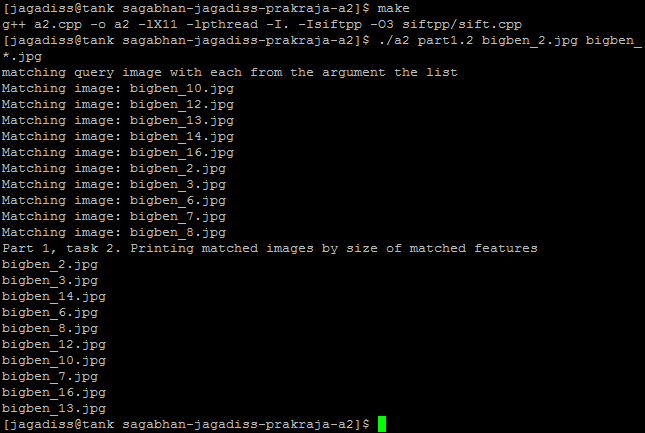 [jagadiss@tank sagabhan-jagadiss-prakraja-a2]$ make
g++ a2.cpp -o a2 -lX11 -lpthread -I. -Isiftpp -O3 siftpp/sift.cpp
[jagadiss@tank sagabhan-jagadiss-prakraja-a2]$ ./a2 part1.2 bigben_2.jpg bigben_
*.jpg
matching query image with each from the argument the list
Matching image: bigben_10.jpg
Matching image: bigben_12.jpg
Matching image: bigben_13.jpg
Matching image: bigben_14.jpg
Matching image: bigben_16.jpg
Matching image: bigben_2.jpg
Matching image: bigben_3.jpg
Matching image: bigben_6.jpg
Matching image: bigben_7.jpg
Matching image: bigben_8.jpg
Part 1, task 2. Printing matched images by size of matched features
bigben_2.jpg
bigben_3.jpg
bigben_14.jpg
bigben_6.jpg
bigben_8.jpg
bigben_12.jpg
bigben_10.jpg
bigben_7.jpg
bigben_16.jpg
bigben_13.jpg
[jagadiss@tank sagabhan-jagadiss-prakraja-a2]$